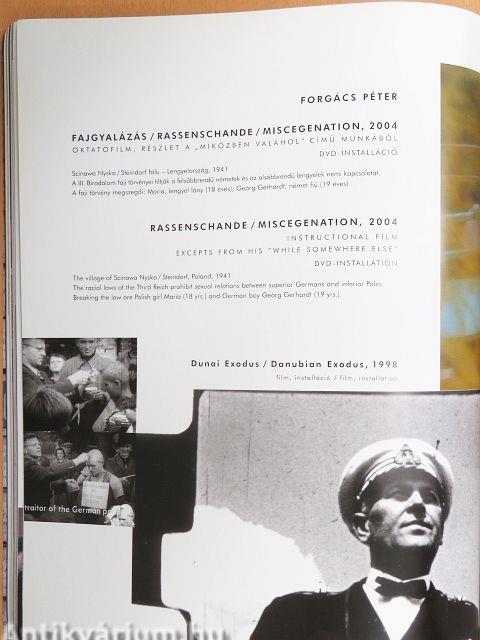 FORGÁCS PÉTER
FAJGYALÁZÁS / RASSENSCHANDE / MISCEGENATION, 2004
OKTATÓFILM, RÉSZLET A „MIKÖZBEN VALAHOL” CÍMŰ MUNKÁBÓL
DVD-INSTALLÁCIÓ
Scinawa Nyska / Steindorf falu – Lengyelország, 1941
A III. Birodalom faji törvényei tiltják a felsőbbrendű németek és az alsóbbrendű lengyelek nemi kapcsolatát.
A faji törvény megszegői: Maria, lengyel lány (18 éves); Georg Gerhardt, német fiú (19 éves)
RASSENSCHANDE / MISCEGENATION, 2004
INSTRUCTIONAL FILM
EXCEPTS FROM HIS "WHILE SOMEWHERE ELSE"
DVD-INSTALLATION
The village of Scinawa Nyska / Steindorf, Poland, 1941
The racial laws of the Third Reich prohibit sexual relations between superior Germans and inferior Poles.
Breaking the law are Polish girl Maria (18 yrs.) and German boy Georg Gerhardt (19 yrs.).
Dunai Exodus / Danubian Exodus, 1998
film, installáció / film, installation
traitor of the German
Antikvárium.hu